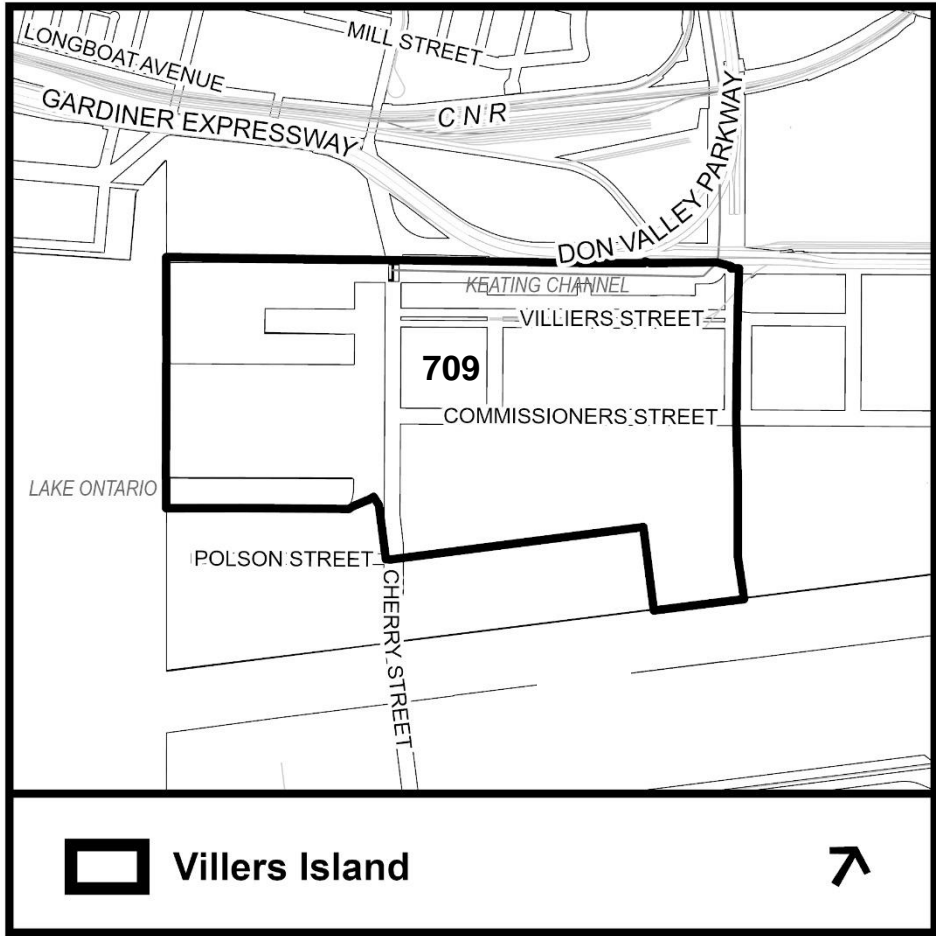 MILL STREET
LONGBOAT AVENUE
GARDINER EXPRESSWAY
C N R
DON VALLEY PARKWAY
KEATING CHANNEL
VILLIERS STREET
709
COMMISSIONERS STREET
LAKE ONTARIO
POLSON STREET
CHERRY STREET
Villers Island